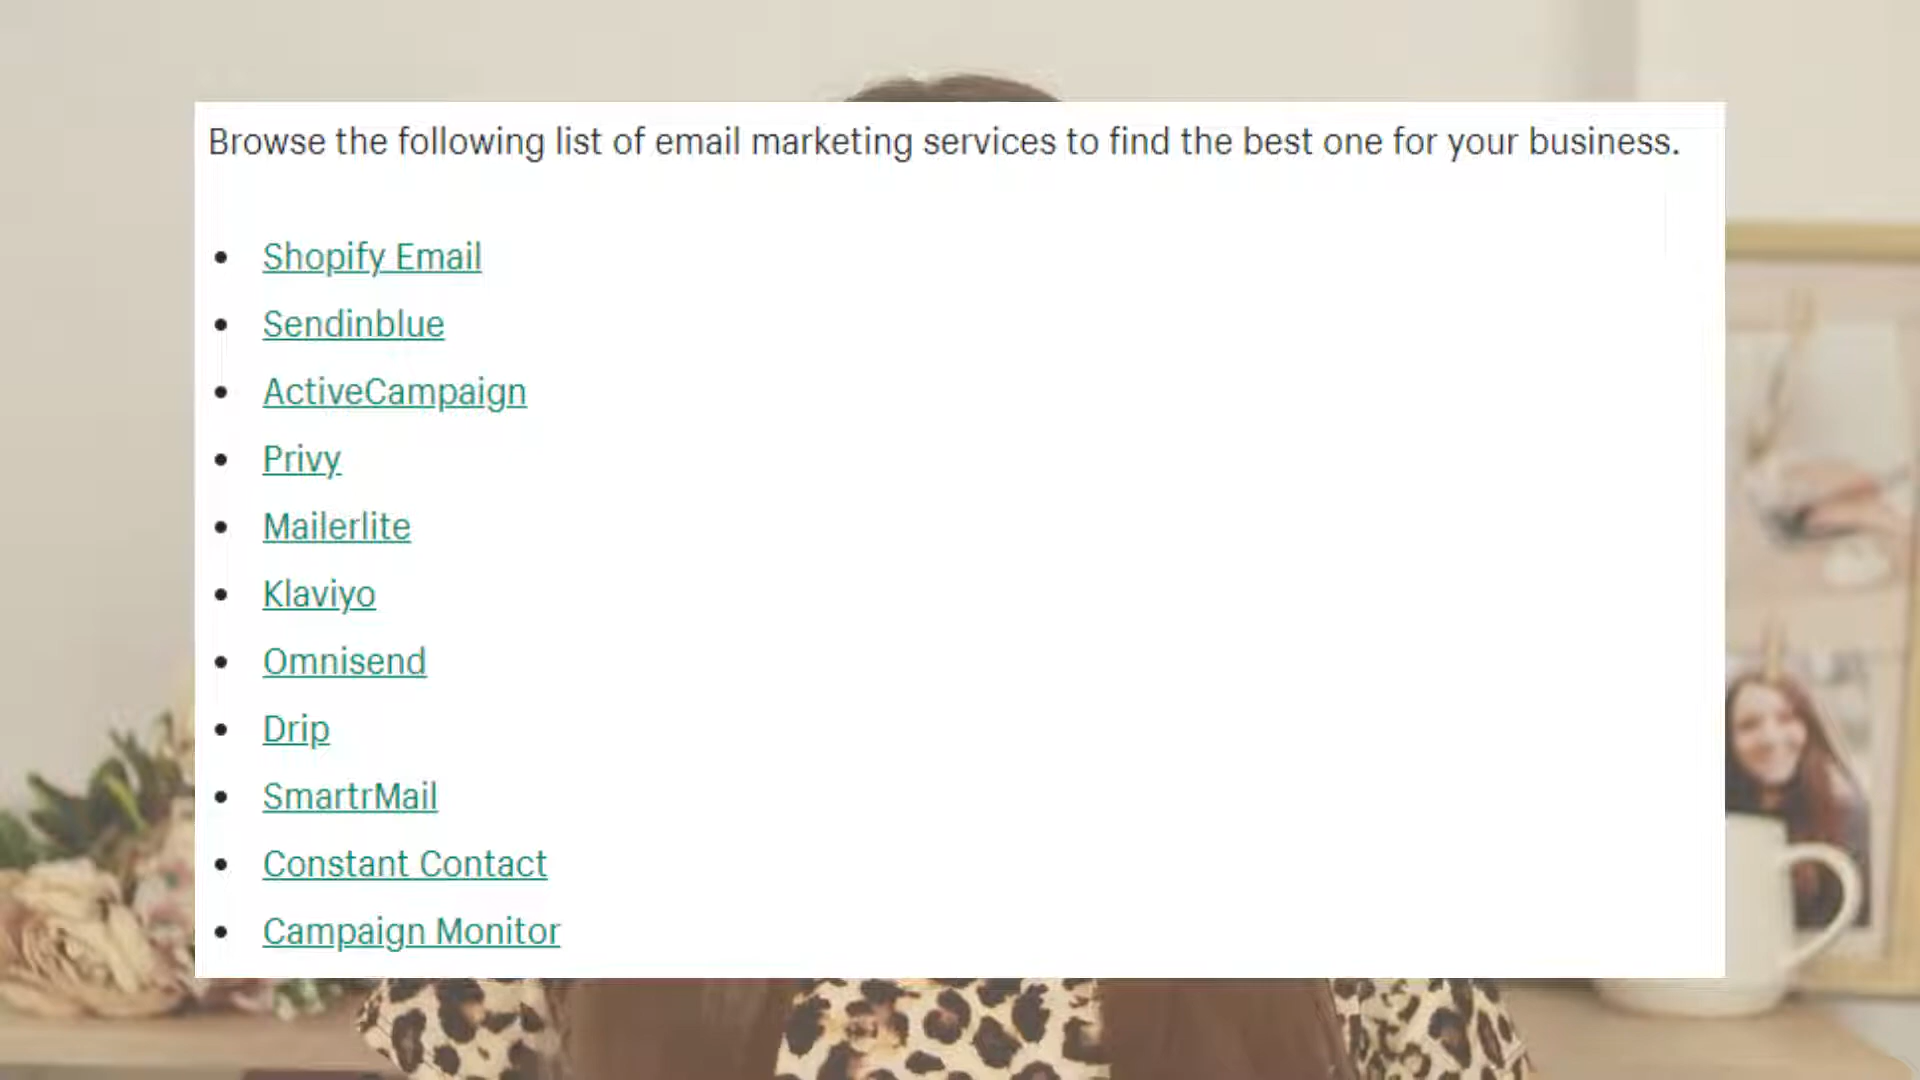 Browse the following list of email marketing services to find the best one for your business.
Shopify Email
Sendinblue
ActiveCampaign
Privy
Mailerlite
Klaviyo
Omnisend
Drip
SmartrMail
Constant Contact
Campaign Monitor